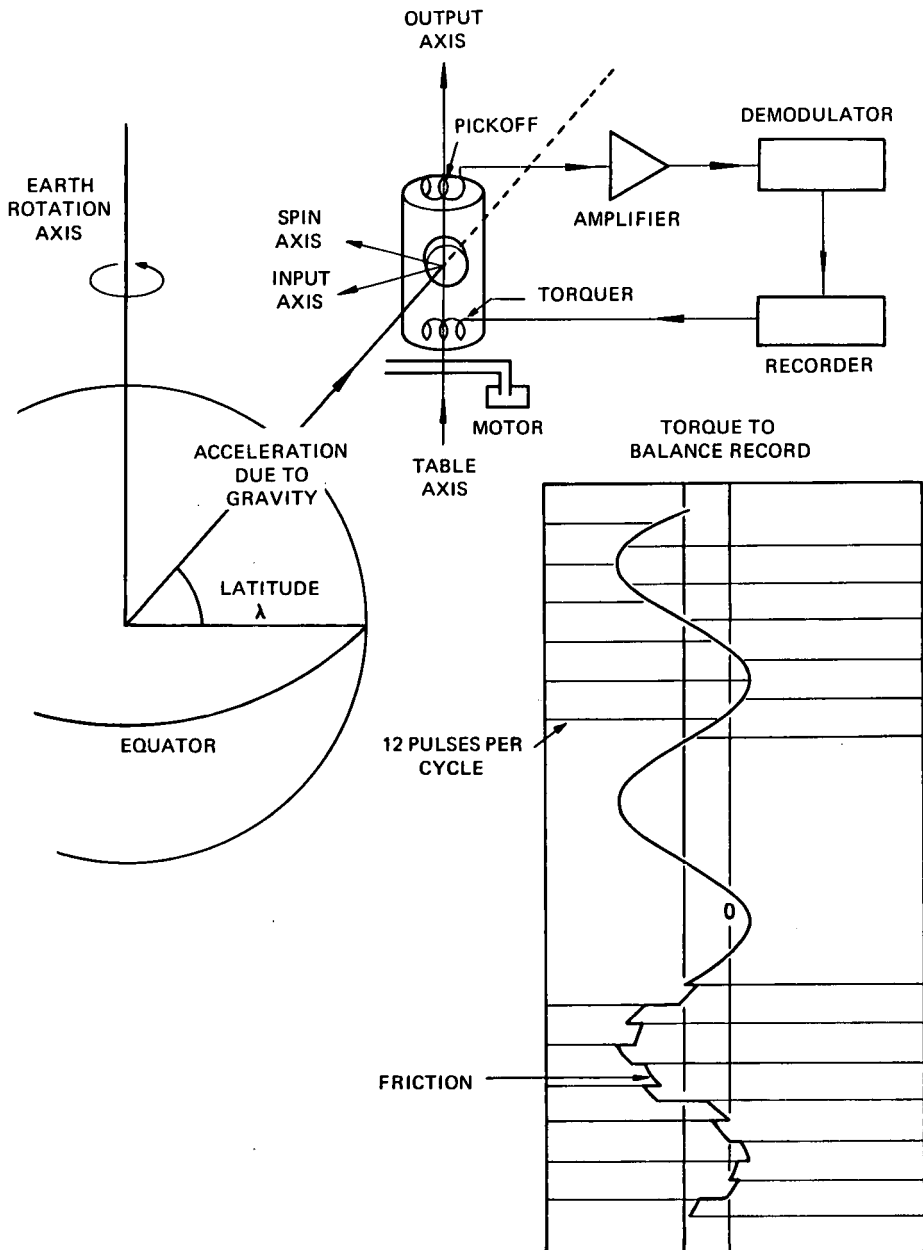 OUTPUT
AXIS
PICKOFF
DEMODULATOR
EARTH
ROTATION
AXIS
SPIN
AXIS
AMPLIFIER
INPUT
AXIS
TORQUER
RECORDER
MOTOR
ACCELERATION
DUE TO
GRAVITY
TABLE
AXIS
TORQUE TO
BALANCE RECORD
LATITUDE
λ
EQUATOR
12 PULSES PER
CYCLE
0
FRICTION